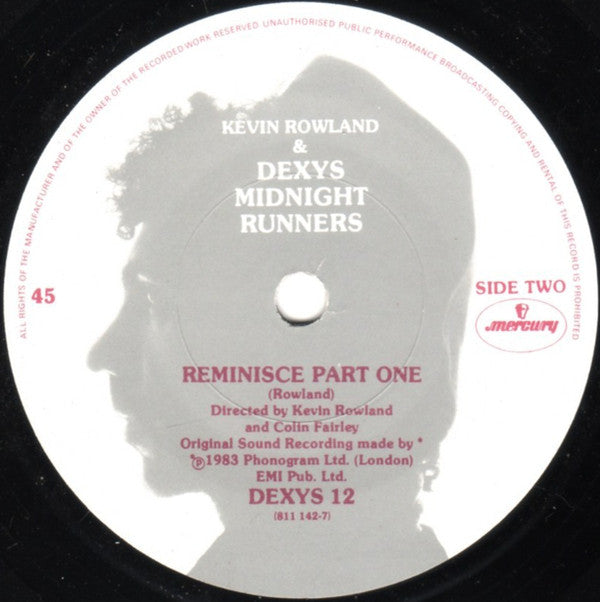 ALL RIGHTS OF THE MANUFACTURER AND OF THE OWNER OF THE RECORDED WORK RESERVED UNAUTHORISED PUBLIC PERFORMANCE BROADCASTING COPYING AND RENTAL OF THIS RECORD IS PROHIBITED
KEVIN ROWLAND
&
DEXYS
MIDNIGHT
RUNNERS
45
SIDE TWO
mercury
REMINISCE PART ONE
(Rowland)
Directed by Kevin Rowland
and Colin Fairley
Original Sound Recording made by *
*℗1983 Phonogram Ltd. (London)
EMI Pub. Ltd.
DEXYS 12
(811 142-7)